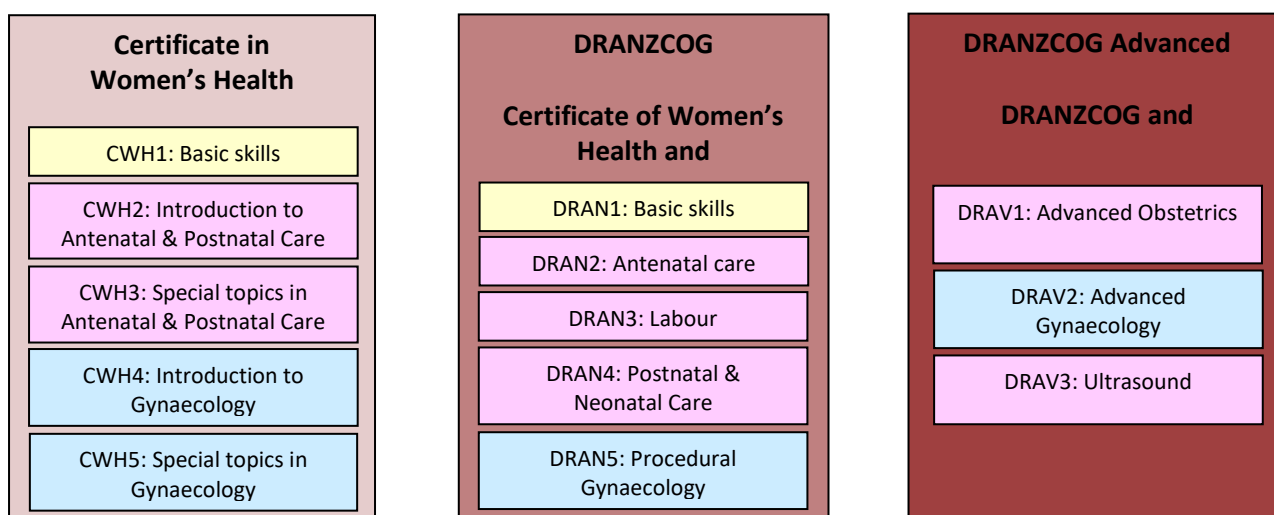 Certificate in
Women’s Health
CWH1: Basic skills
CWH2: Introduction to
Antenatal & Postnatal Care
CWH3: Special topics in
Antenatal & Postnatal Care
CWH4: Introduction to
Gynaecology
CWH5: Special topics in
Gynaecology
DRANZCOG
Certificate of Women’s
Health and
DRAN1: Basic skills
DRAN2: Antenatal care
DRAN3: Labour
DRAN4: Postnatal &
Neonatal Care
DRAN5: Procedural
Gynaecology
DRANZCOG Advanced
DRANZCOG and
DRAV1: Advanced Obstetrics
DRAV2: Advanced
Gynaecology
DRAV3: Ultrasound